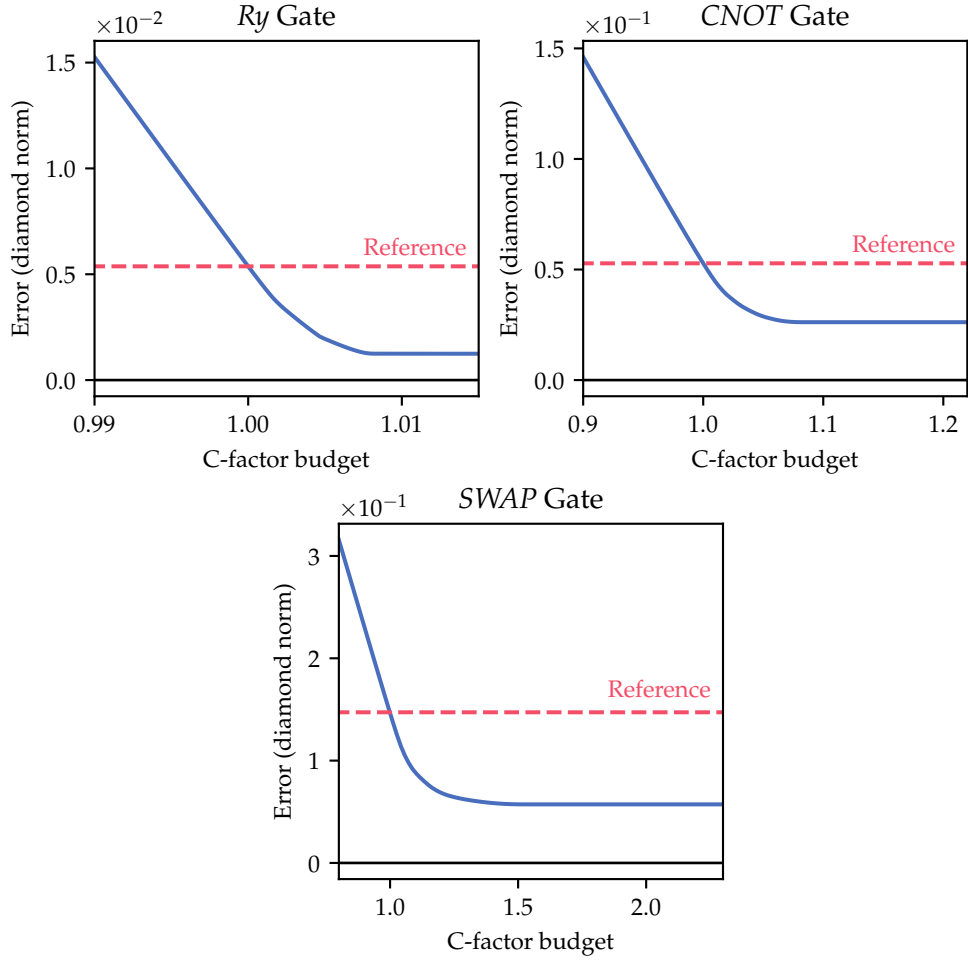 Ry Gate
×10⁻²
Error (diamond norm)
1.5
1.0
0.5
0.0
Reference
0.99
1.00
1.01
C-factor budget
CNOT Gate
×10⁻¹
Error (diamond norm)
1.5
1.0
0.5
0.0
Reference
0.9
1.0
1.1
1.2
C-factor budget
SWAP Gate
×10⁻¹
Error (diamond norm)
3
2
1
0
Reference
1.0
1.5
2.0
C-factor budget